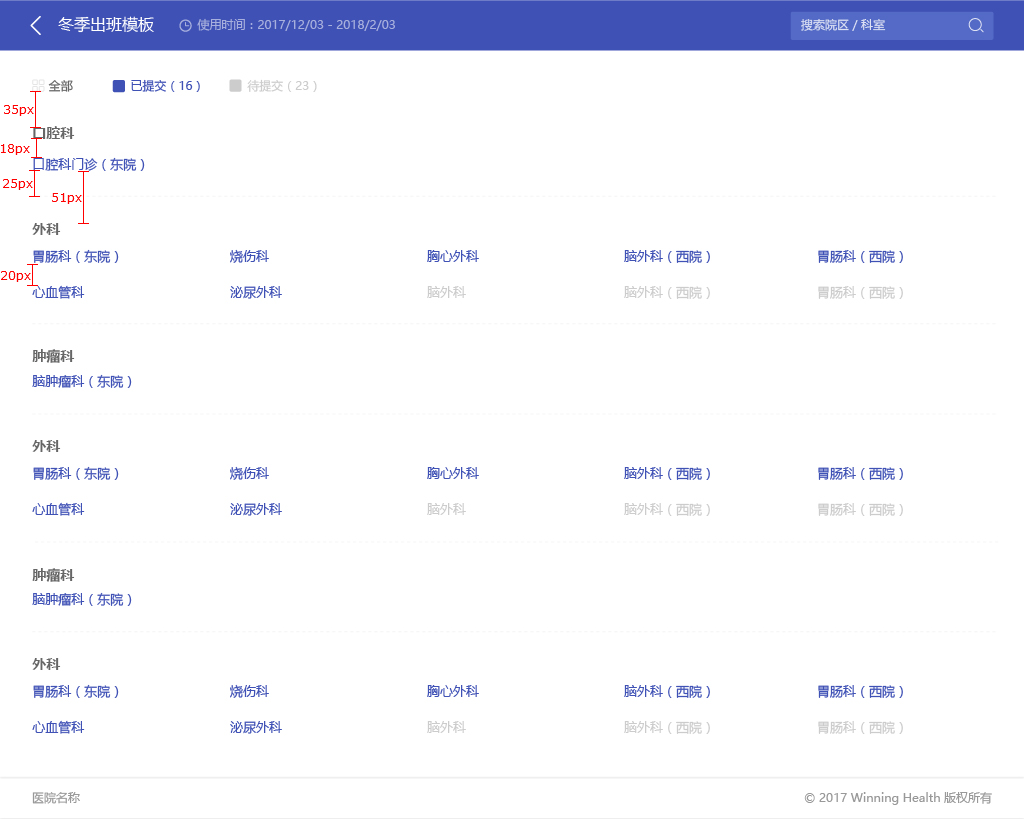 冬季出班模板 使用时间：2017/12/03 - 2018/2/03 搜索院区 / 科室
全部 已提交（16） 待提交（23）
35px
口腔科
18px
口腔科门诊（东院）
25px
51px
外科
胃肠科（东院） 烧伤科 胸心外科 脑外科（西院） 胃肠科（西院）
20px
心血管科 泌尿外科 脑外科 脑外科（西院） 胃肠科（西院）
肿瘤科
脑肿瘤科（东院）
外科
胃肠科（东院） 烧伤科 胸心外科 脑外科（西院） 胃肠科（西院）
心血管科 泌尿外科 脑外科 脑外科（西院） 胃肠科（西院）
肿瘤科
脑肿瘤科（东院）
外科
胃肠科（东院） 烧伤科 胸心外科 脑外科（西院） 胃肠科（西院）
心血管科 泌尿外科 脑外科 脑外科（西院） 胃肠科（西院）
医院名称 © 2017 Winning Health 版权所有